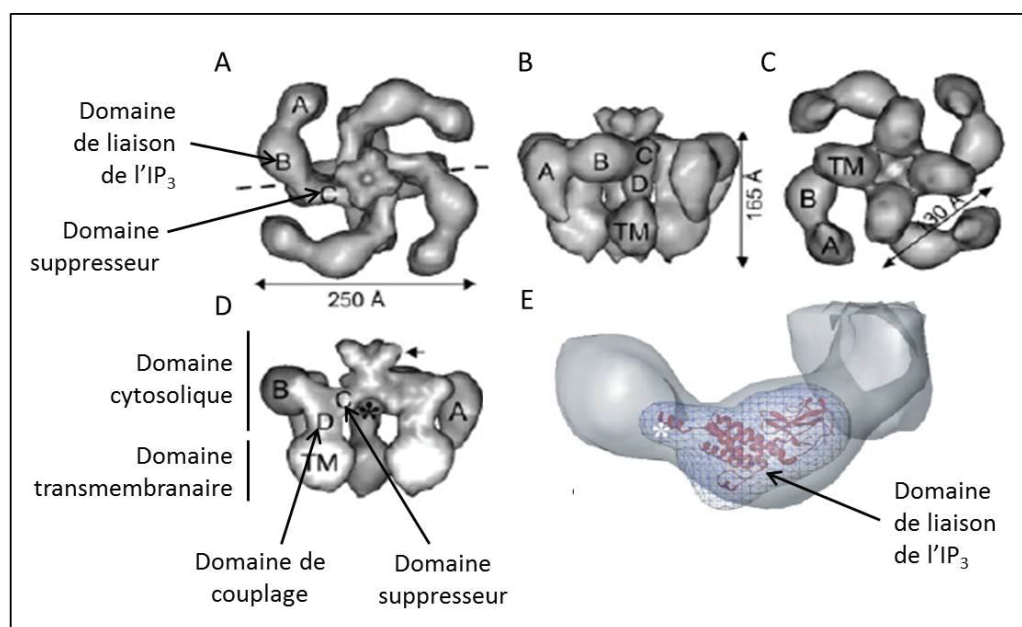 A
B
C
Domaine
de liaison
de l'IP₃
A
B
C
Domaine
suppresseur
250 Å
A
B
C
D
TM
165 Å
TM
B
A
130 Å
D
E
Domaine
cytosolique
Domaine
transmembranaire
B
C
*
A
D
TM
Domaine de
couplage
Domaine
suppresseur
*
Domaine
de liaison
de l'IP₃